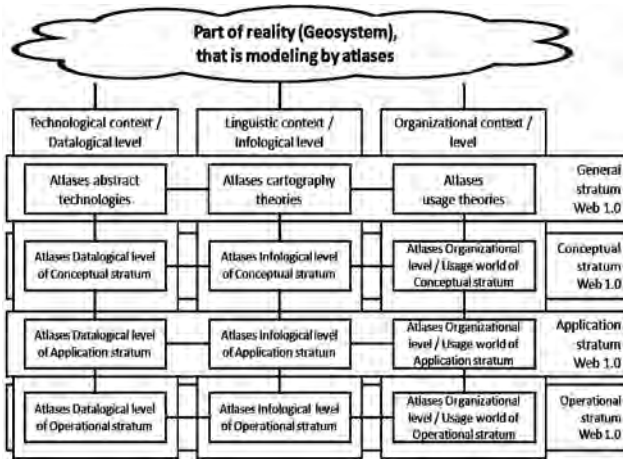 Part of reality (Geosystem),
that is modeling by atlases
Technological context /
Datalogical level
Linguistic context /
Infological level
Organizational context /
level
Atlases abstract
technologies
Atlases cartography
theories
Atlases
usage theories
General
stratum
Web 1.0
Atlases Datalogical level
of Conceptual stratum
Atlases Infological level
of Conceptual stratum
Atlases Organizational
level / Usage world of
Conceptual stratum
Conceptual
stratum
Web 1.0
Atlases Datalogical level
of Application stratum
Atlases Infological level
of Application stratum
Atlases Organizational
level / Usage world of
Application stratum
Application
stratum
Web 1.0
Atlases Datalogical level
of Operational stratum
Atlases Infological level
of Operational stratum
Atlases Organizational
level / Usage world of
Operational stratum
Operational
stratum
Web 1.0